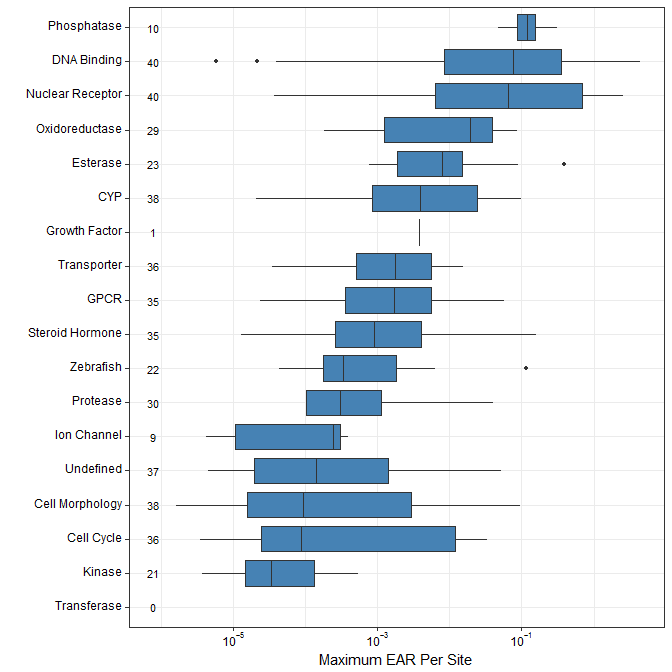 Phosphatase 10
DNA Binding 40
Nuclear Receptor 40
Oxidoreductase 29
Esterase 23
CYP 38
Growth Factor 1
Transporter 36
GPCR 35
Steroid Hormone 35
Zebrafish 22
Protease 30
Ion Channel 9
Undefined 37
Cell Morphology 38
Cell Cycle 36
Kinase 21
Transferase 0
10⁻⁵ 10⁻³ 10⁻¹
Maximum EAR Per Site